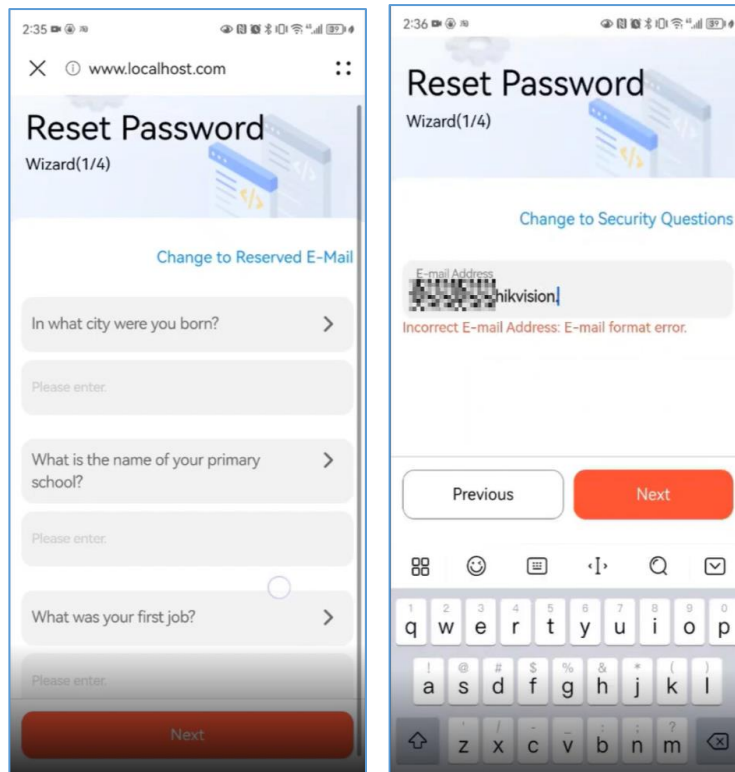 2:35
39
www.localhost.com
Reset Password
Wizard(1/4)
Change to Reserved E-Mail
In what city were you born?
Please enter.
What is the name of your primary
school?
Please enter.
What was your first job?
Please enter.
Next
2:36
39
Reset Password
Wizard(1/4)
Change to Security Questions
E-mail Address
hikvision.
Incorrect E-mail Address: E-mail format error.
Previous
Next
1 2 3 4 5 6 7 8 9 0
q w e r t y u i o p
! @ # $ % & * ( )
a s d f g h j k l
' / - _ : ; ?
z x c v b n m